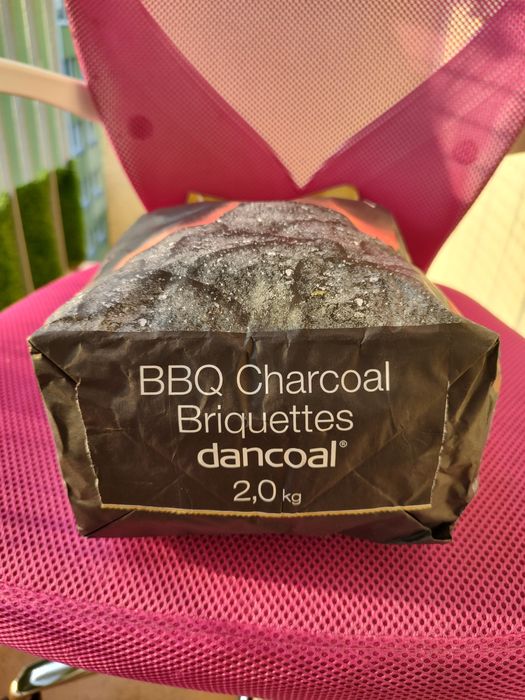 BBQ Charcoal
Briquettes
dancoal®
2,0 kg